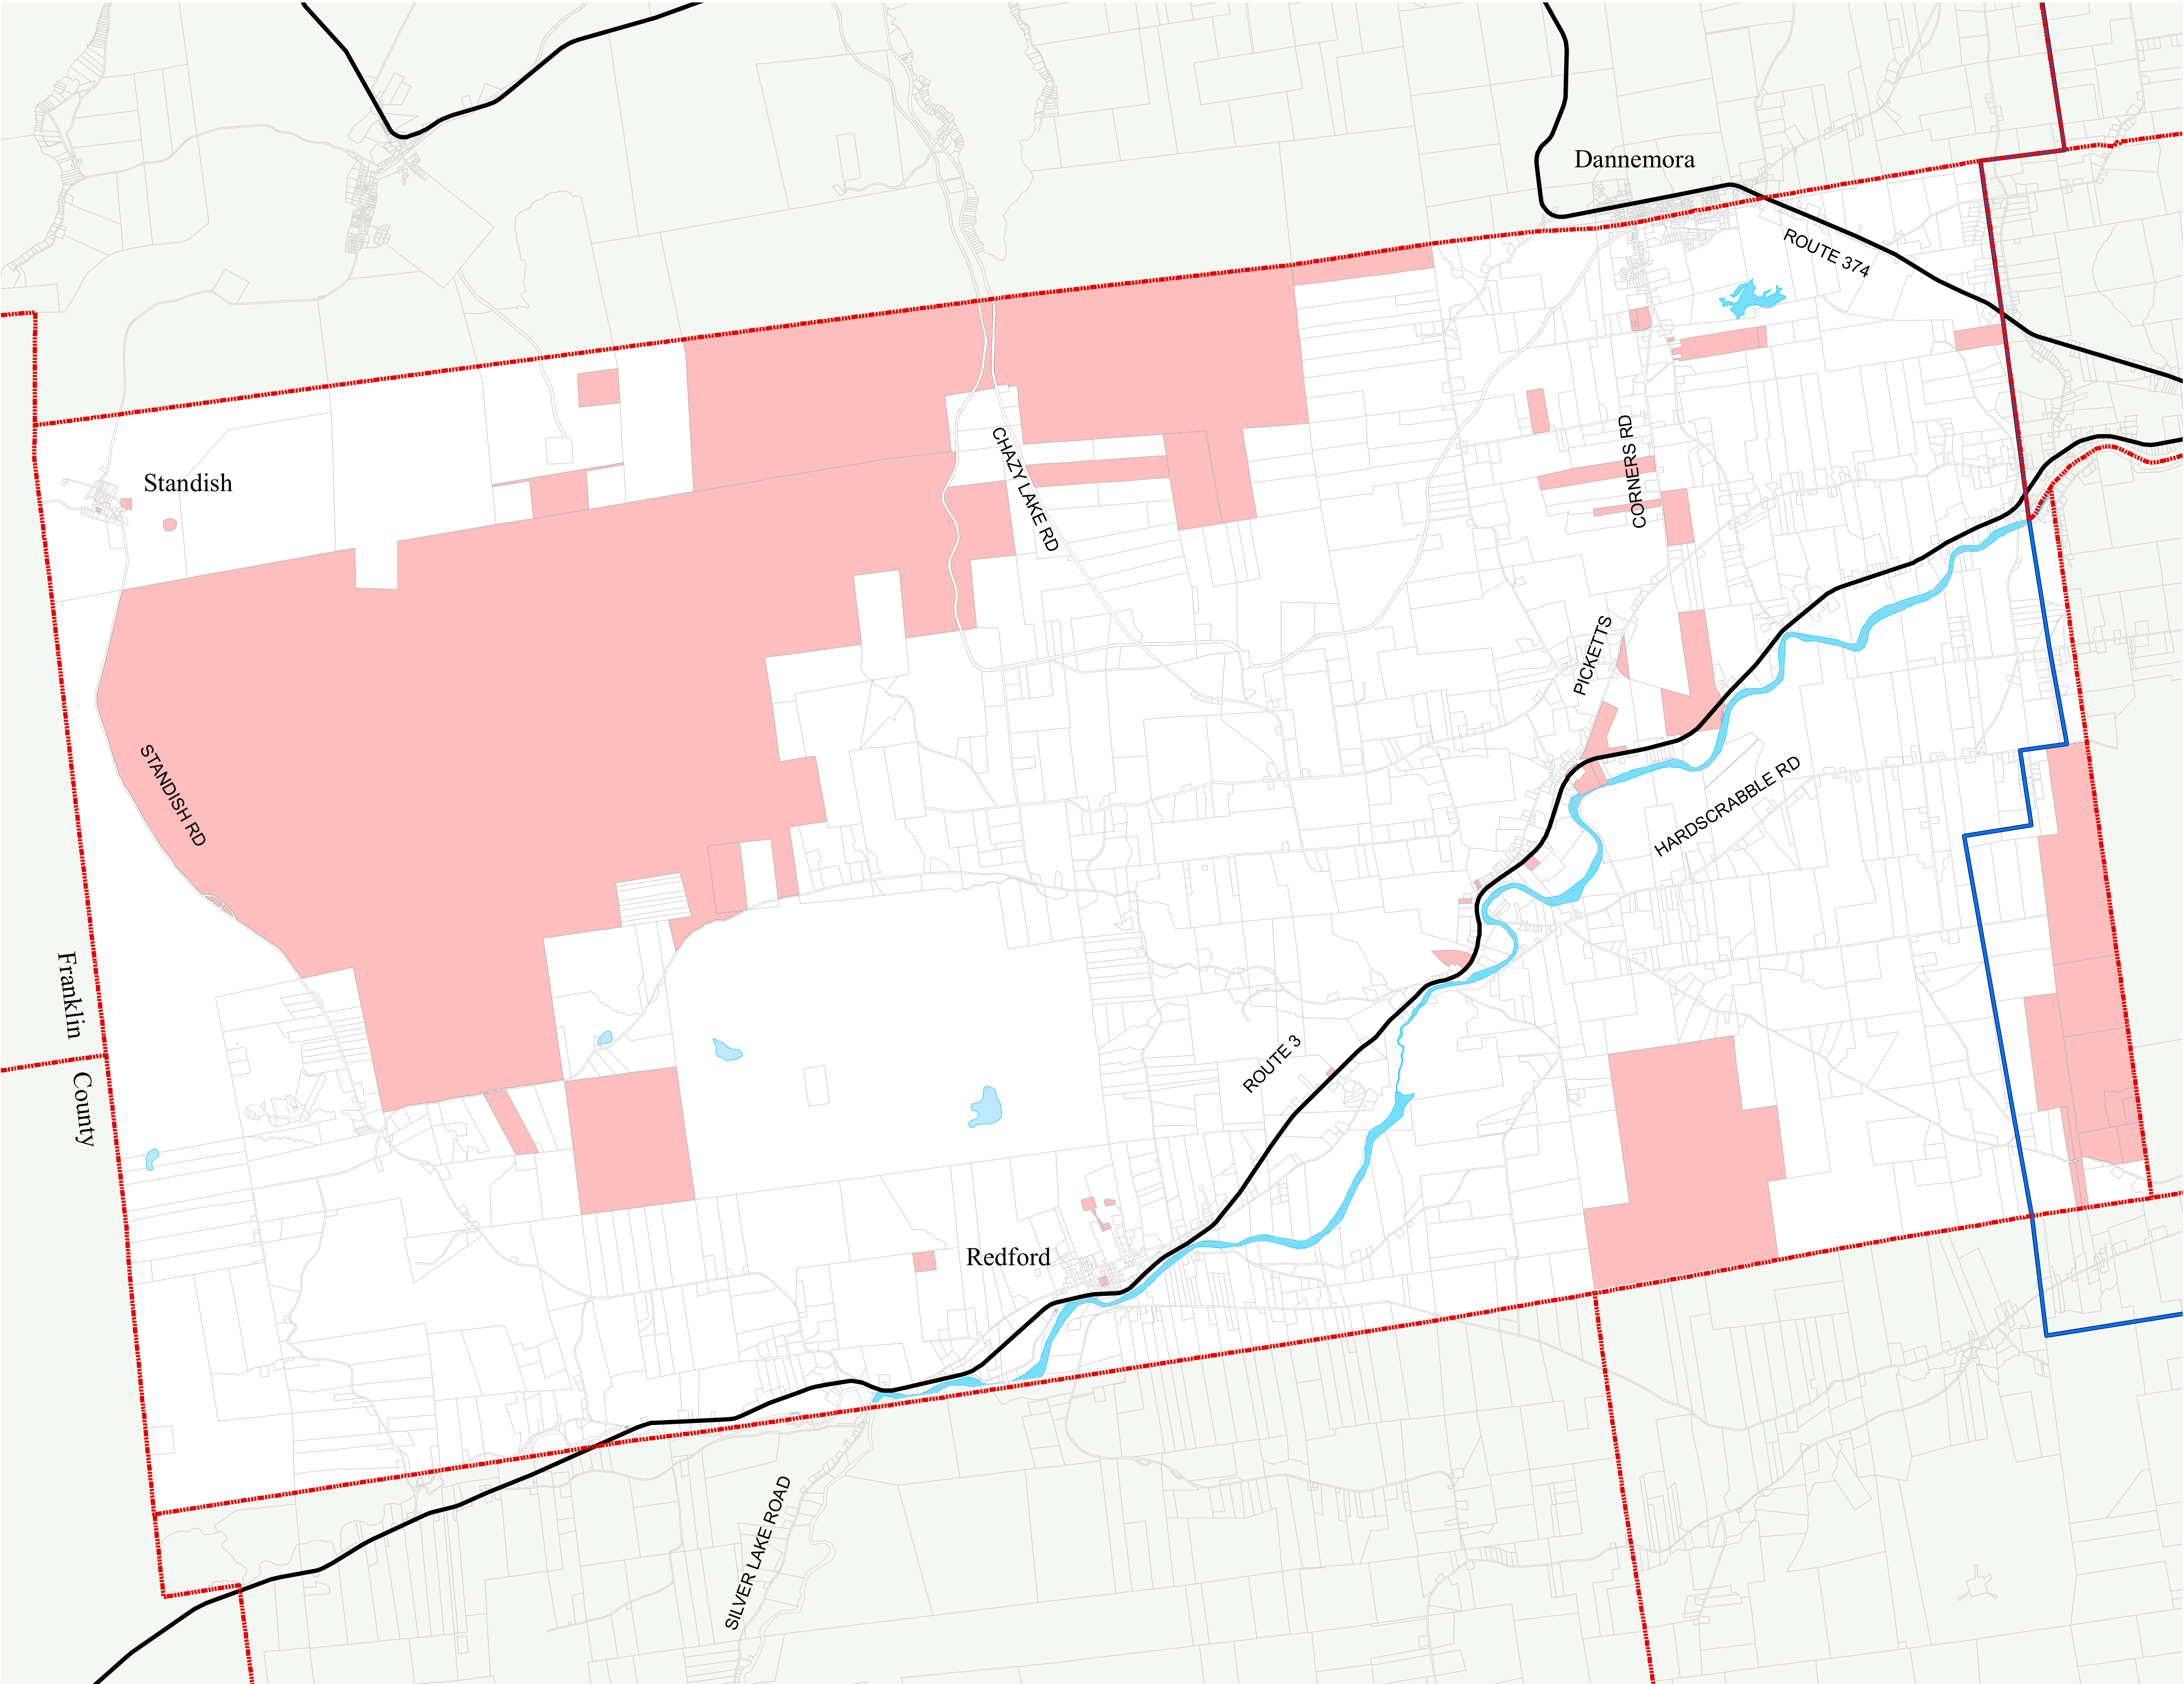 Dannemora
ROUTE 374
Standish
CHAZY LAKE RD
CORNERS RD
PICKETTS
STANDISH RD
HARDSCRABBLE RD
Franklin
County
ROUTE 3
Redford
SILVER LAKE ROAD